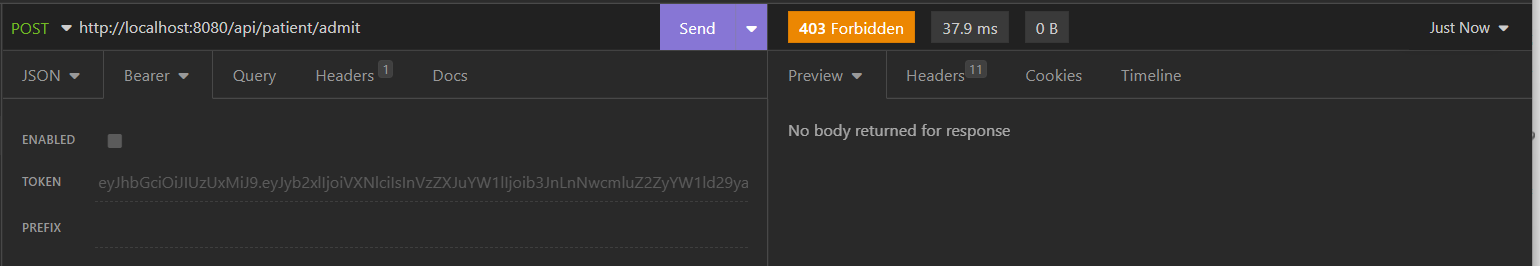 POST http://localhost:8080/api/patient/admit Send 403 Forbidden 37.9 ms 0 B Just Now
JSON Bearer Query Headers 1 Docs Preview Headers 11 Cookies Timeline
ENABLED
No body returned for response
TOKEN eyJhbGciOiJIUzUxMiJ9.eyJyb2xlIjoiVXNlciIsInVzZXJuYW1lIjoib3JnLnNwcmluZ2ZyYW1ld29ya
PREFIX